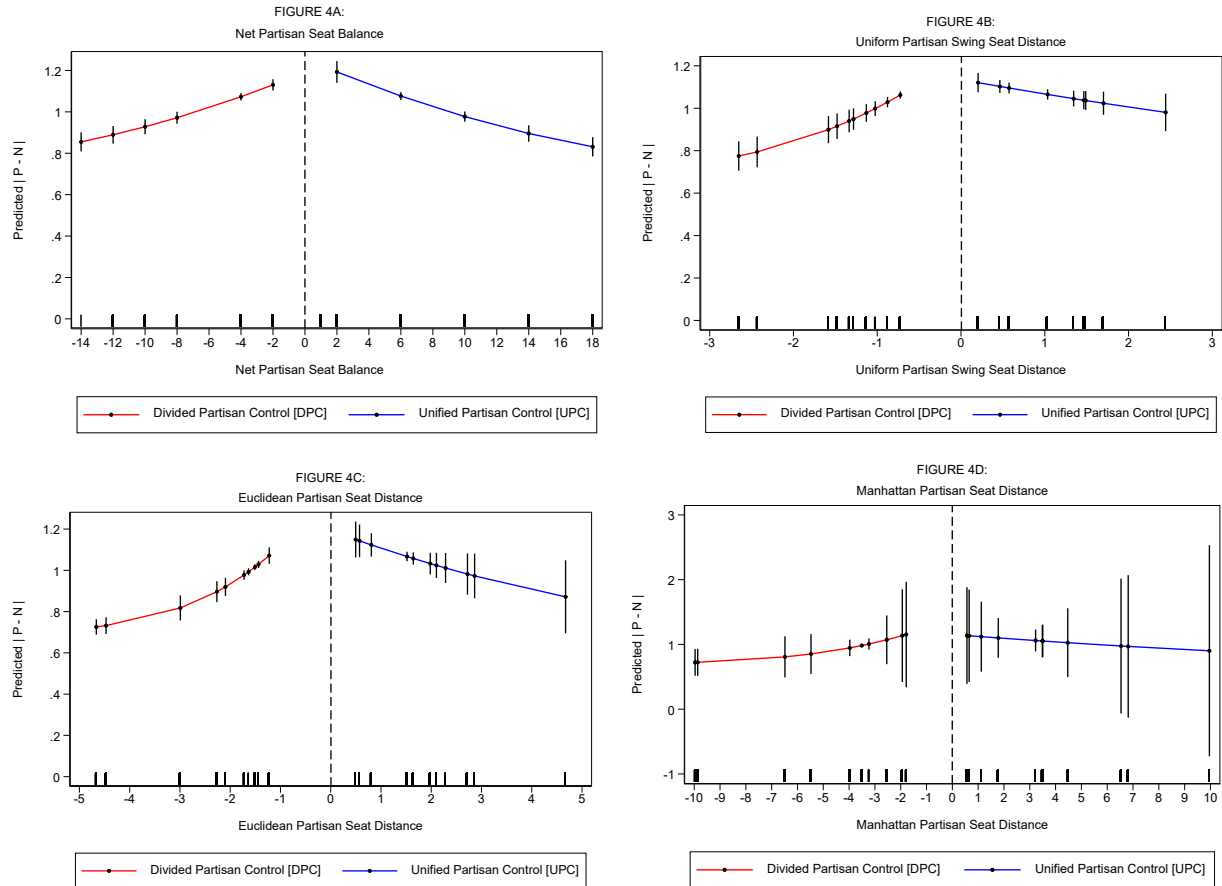 FIGURE 4A:
Net Partisan Seat Balance
Predicted | P - N |
1.2
1
.8
.6
.4
.2
0
-14 -12 -10 -8 -6 -4 -2 0 2 4 6 8 10 12 14 16 18
Net Partisan Seat Balance
Divided Partisan Control [DPC] Unified Partisan Control [UPC]
FIGURE 4B:
Uniform Partisan Swing Seat Distance
Predicted | P - N |
1.2
1
.8
.6
.4
.2
0
-3 -2 -1 0 1 2 3
Uniform Partisan Swing Seat Distance
Divided Partisan Control [DPC] Unified Partisan Control [UPC]
FIGURE 4C:
Euclidean Partisan Seat Distance
Predicted | P - N |
1.2
1
.8
.6
.4
.2
0
-5 -4 -3 -2 -1 0 1 2 3 4 5
Euclidean Partisan Seat Distance
Divided Partisan Control [DPC] Unified Partisan Control [UPC]
FIGURE 4D:
Manhattan Partisan Seat Distance
Predicted | P - N |
3
2
1
0
-1
-10 -9 -8 -7 -6 -5 -4 -3 -2 -1 0 1 2 3 4 5 6 7 8 9 10
Manhattan Partisan Seat Distance
Divided Partisan Control [DPC] Unified Partisan Control [UPC]